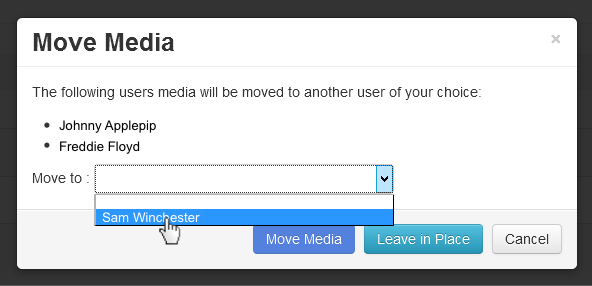 Move Media
×
The following users media will be moved to another user of your choice:
• Johnny Applepip
• Freddie Floyd
Move to :
Sam Winchester
Move Media Leave in Place Cancel